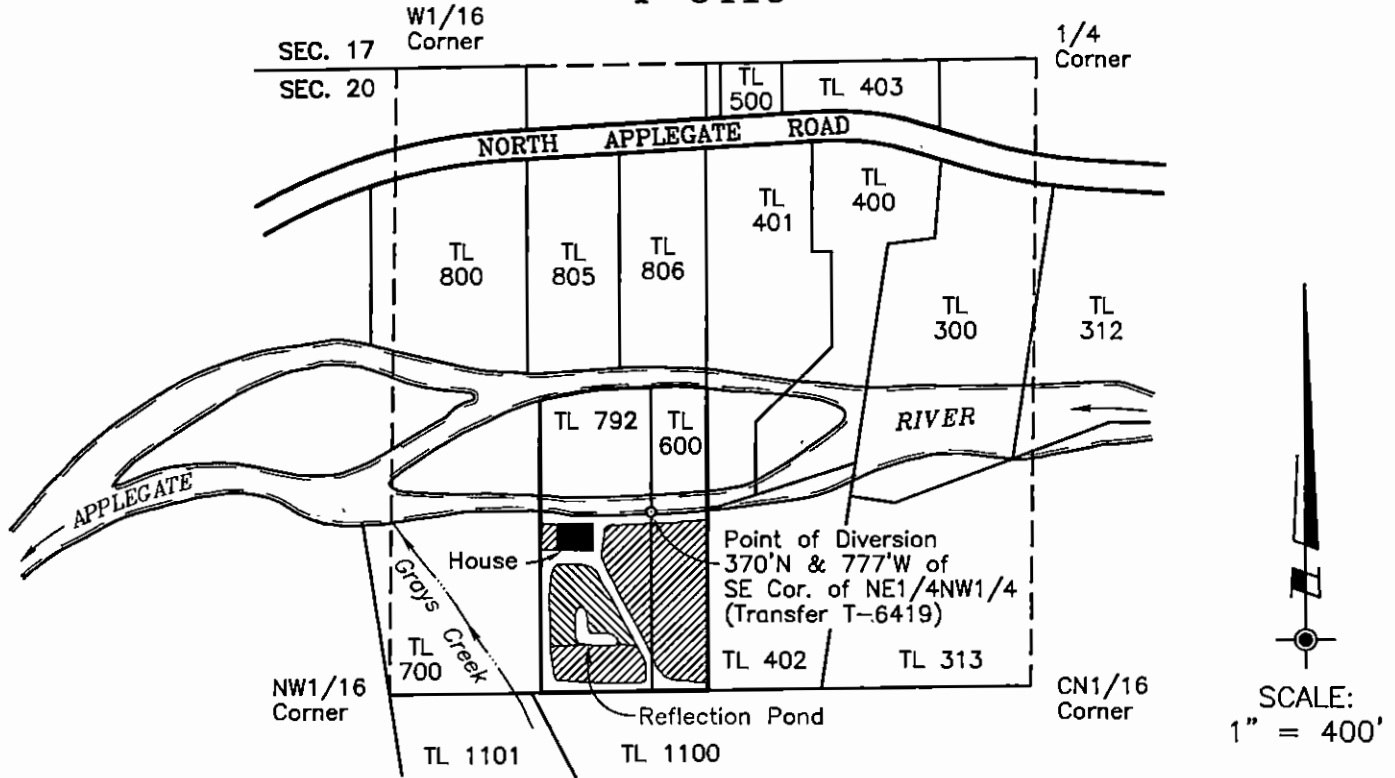 W1/16
Corner
SEC. 17
SEC. 20
1/4
Corner
TL
500
TL 403
NORTH APPLEGATE ROAD
TL
800
TL
805
TL
806
TL
401
TL
400
TL
300
TL
312
TL 792
TL
600
RIVER
APPLEGATE
House
Grays Creek
Point of Diversion
370'N & 777'W of
SE Cor. of NE1/4NW1/4
(Transfer T-6419)
TL
700
TL 402
TL 313
NW1/16
Corner
CN1/16
Corner
Reflection Pond
TL 1101
TL 1100
SCALE:
1" = 400'